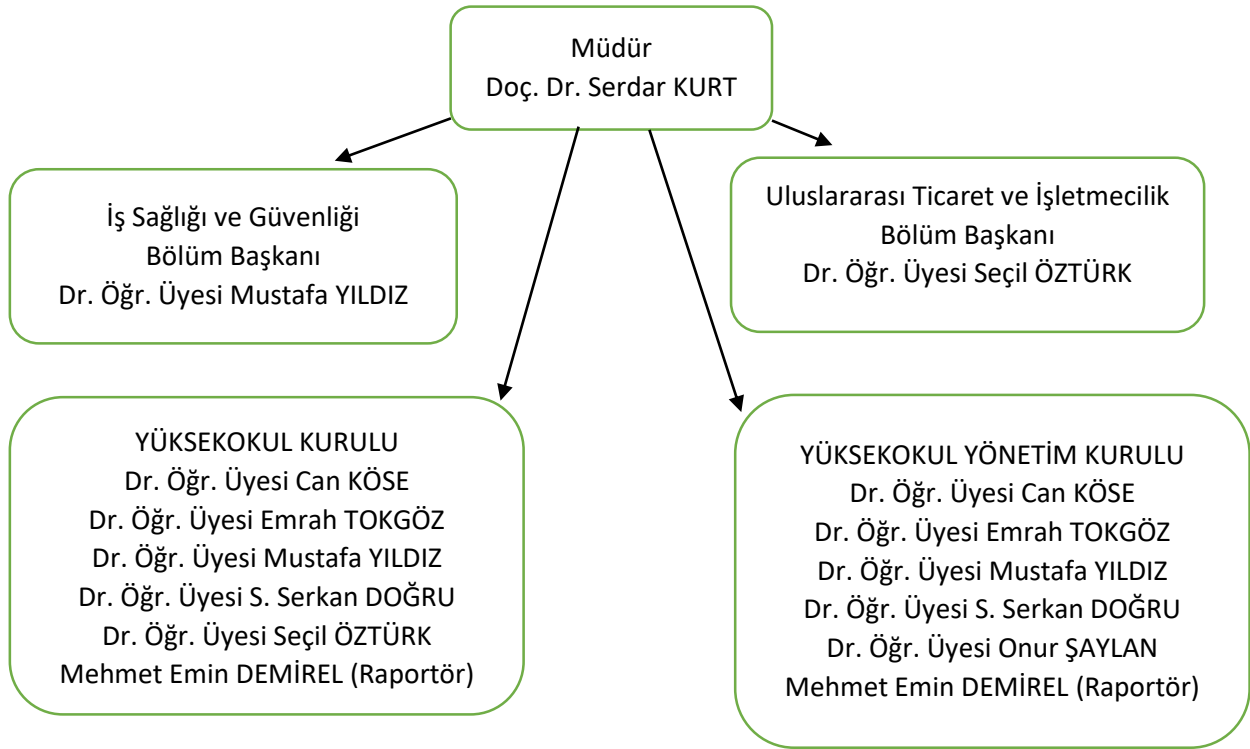 Müdür
Doç. Dr. Serdar KURT
İş Sağlığı ve Güvenliği
Bölüm Başkanı
Dr. Öğr. Üyesi Mustafa YILDIZ
Uluslararası Ticaret ve İşletmecilik
Bölüm Başkanı
Dr. Öğr. Üyesi Seçil ÖZTÜRK
YÜKSEKOKUL KURULU
Dr. Öğr. Üyesi Can KÖSE
Dr. Öğr. Üyesi Emrah TOKGÖZ
Dr. Öğr. Üyesi Mustafa YILDIZ
Dr. Öğr. Üyesi S. Serkan DOĞRU
Dr. Öğr. Üyesi Seçil ÖZTÜRK
Mehmet Emin DEMİREL (Raportör)
YÜKSEKOKUL YÖNETİM KURULU
Dr. Öğr. Üyesi Can KÖSE
Dr. Öğr. Üyesi Emrah TOKGÖZ
Dr. Öğr. Üyesi Mustafa YILDIZ
Dr. Öğr. Üyesi S. Serkan DOĞRU
Dr. Öğr. Üyesi Onur ŞAYLAN
Mehmet Emin DEMİREL (Raportör)